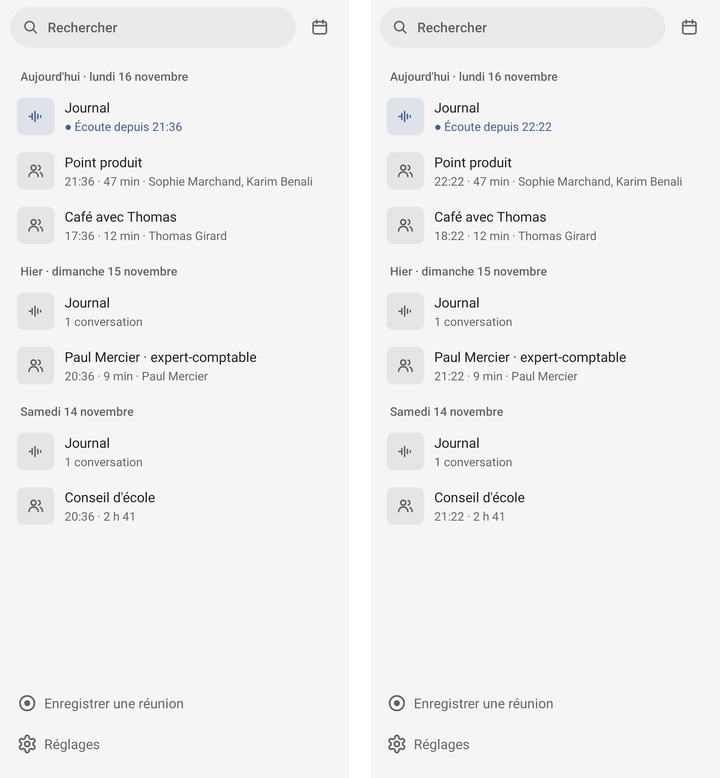 Rechercher
Aujourd'hui · lundi 16 novembre
Journal
● Écoute depuis 21:36
Point produit
21:36 · 47 min · Sophie Marchand, Karim Benali
Café avec Thomas
17:36 · 12 min · Thomas Girard
Hier · dimanche 15 novembre
Journal
1 conversation
Paul Mercier · expert-comptable
20:36 · 9 min · Paul Mercier
Samedi 14 novembre
Journal
1 conversation
Conseil d'école
20:36 · 2 h 41
Enregistrer une réunion
Réglages
Rechercher
Aujourd'hui · lundi 16 novembre
Journal
● Écoute depuis 22:22
Point produit
22:22 · 47 min · Sophie Marchand, Karim Benali
Café avec Thomas
18:22 · 12 min · Thomas Girard
Hier · dimanche 15 novembre
Journal
1 conversation
Paul Mercier · expert-comptable
21:22 · 9 min · Paul Mercier
Samedi 14 novembre
Journal
1 conversation
Conseil d'école
21:22 · 2 h 41
Enregistrer une réunion
Réglages